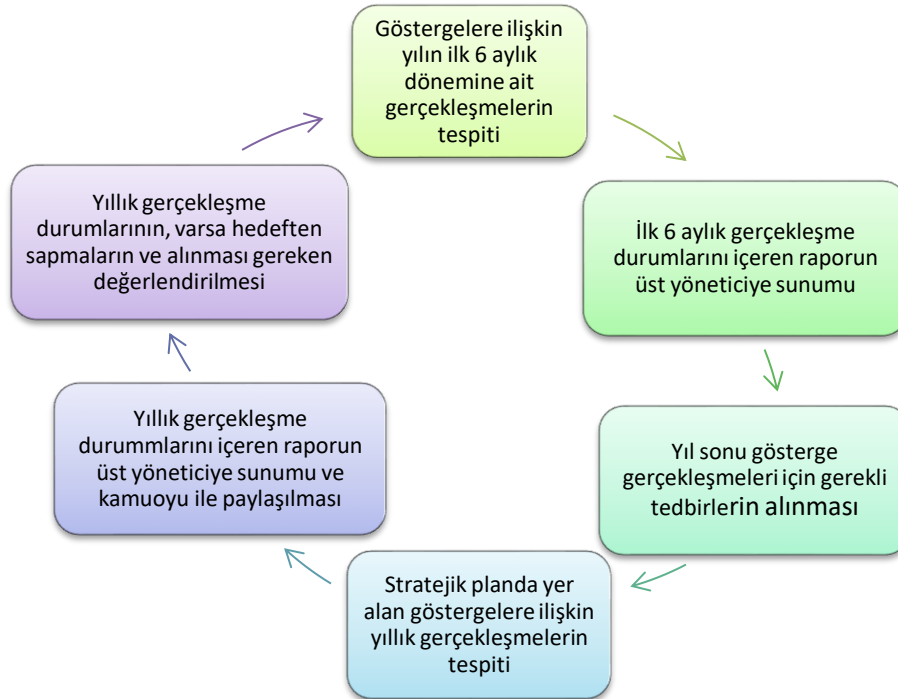 Göstergelere ilişkin
yılın ilk 6 aylık
dönemine ait
gerçekleşmelerin
tespiti
İlk 6 aylık gerçekleşme
durumlarını içeren raporun
üst yöneticiye sunumu
Yıl sonu gösterge
gerçekleşmeleri için gerekli
tedbirlerin alınması
Stratejik planda yer
alan göstergelere ilişkin
yıllık gerçekleşmelerin
tespiti
Yıllık gerçekleşme
durummlarını içeren raporun
üst yöneticiye sunumu ve
kamuoyu ile paylaşılması
Yıllık gerçekleşme
durumlarının, varsa hedeften
sapmaların ve alınması gereken
değerlendirilmesi